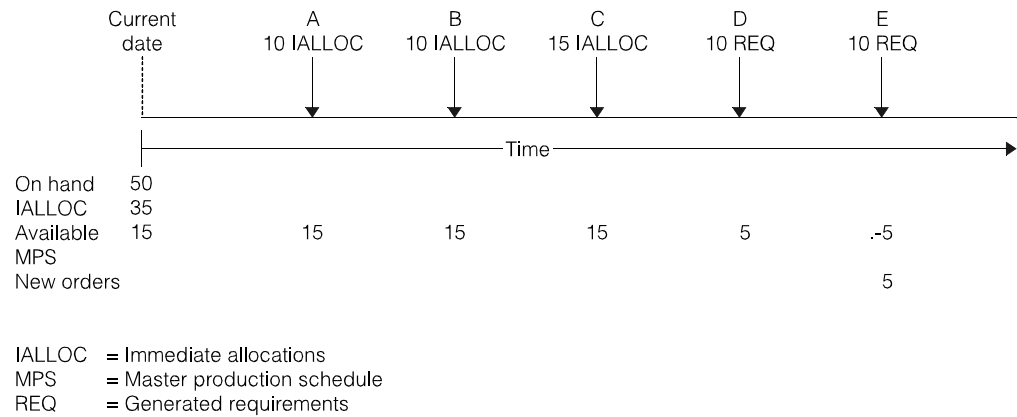 Current A B C D E
date 10 IALLOC 10 IALLOC 15 IALLOC 10 REQ 10 REQ
Time
On hand 50
IALLOC 35
Available 15 15 15 15 5 .-5
MPS
New orders 5
IALLOC = Immediate allocations
MPS = Master production schedule
REQ = Generated requirements